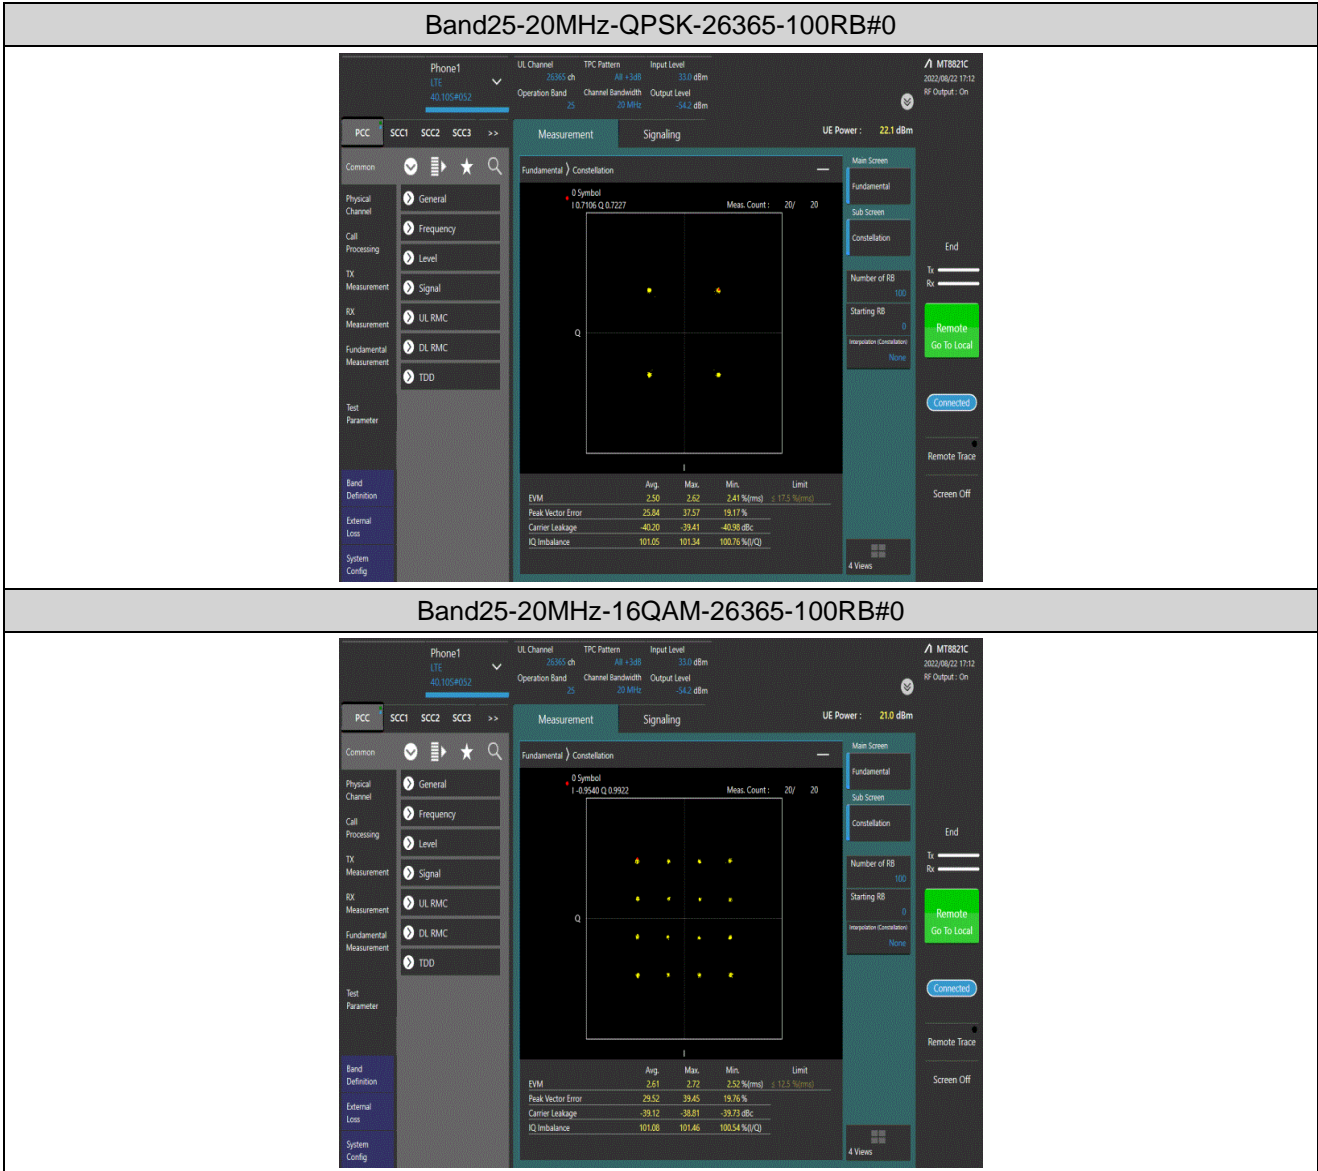 Band25-20MHz-QPSK-26365-100RB#0
Phone1
LTE
40.105#052
UL Channel TPC Pattern Input Level
26365 ch All +3dB 33.0 dBm
Operation Band Channel Bandwidth Output Level
25 20 MHz -54.2 dBm
MT8821C
2022/08/22 17:12
RF Output : On
PCC SCC1 SCC2 SCC3 >>
Measurement Signaling
UE Power : 22.1 dBm
Common
Physical Channel
Call Processing
TX Measurement
RX Measurement
Fundamental Measurement
Test Parameter
Band Definition
External Loss
System Config
General
Frequency
Level
Signal
UL RMC
DL RMC
TDD
Fundamental Constellation
0 Symbol
I 0.7106 Q 0.7227 Meas. Count : 20/ 20
Q
I
Avg. Max. Min. Limit
EVM 2.50 2.62 2.41 %(rms) ≤ 17.5 %(rms)
Peak Vector Error 25.84 37.57 19.17 %
Carrier Leakage -40.20 -39.41 -40.98 dBc
IQ Imbalance 101.05 101.34 100.76 %(I/Q)
Main Screen
Fundamental
Sub Screen
Constellation
Number of RB
100
Starting RB
0
Interpolation (Constellation)
None
4 Views
End
Tx
Rx
Remote
Go To Local
Connected
Remote Trace
Screen Off
Band25-20MHz-16QAM-26365-100RB#0
Phone1
LTE
40.105#052
UL Channel TPC Pattern Input Level
26365 ch All +3dB 33.0 dBm
Operation Band Channel Bandwidth Output Level
25 20 MHz -54.2 dBm
MT8821C
2022/08/22 17:12
RF Output : On
PCC SCC1 SCC2 SCC3 >>
Measurement Signaling
UE Power : 21.0 dBm
Common
Physical Channel
Call Processing
TX Measurement
RX Measurement
Fundamental Measurement
Test Parameter
Band Definition
External Loss
System Config
General
Frequency
Level
Signal
UL RMC
DL RMC
TDD
Fundamental Constellation
0 Symbol
I -0.9540 Q 0.9922 Meas. Count : 20/ 20
Q
I
Avg. Max. Min. Limit
EVM 2.61 2.72 2.52 %(rms) ≤ 12.5 %(rms)
Peak Vector Error 29.52 39.45 19.76 %
Carrier Leakage -39.12 -38.81 -39.73 dBc
IQ Imbalance 101.08 101.46 100.54 %(I/Q)
Main Screen
Fundamental
Sub Screen
Constellation
Number of RB
100
Starting RB
0
Interpolation (Constellation)
None
4 Views
End
Tx
Rx
Remote
Go To Local
Connected
Remote Trace
Screen Off